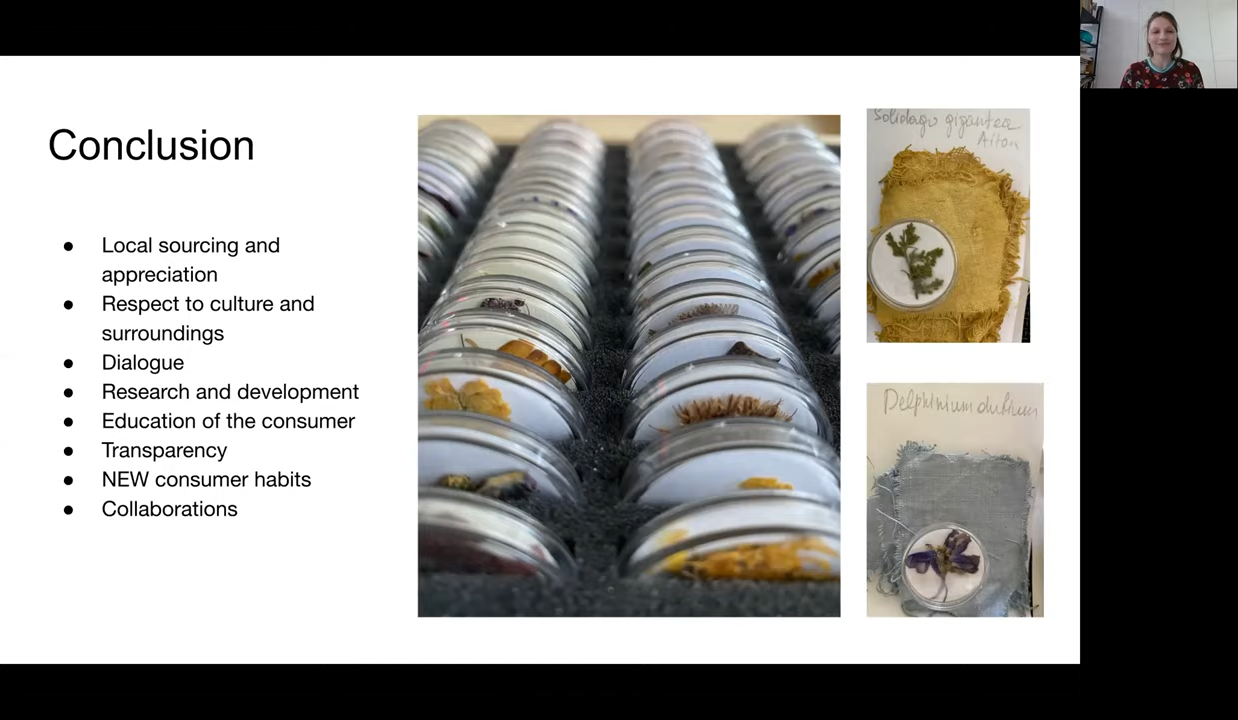 Conclusion
● Local sourcing and
appreciation
● Respect to culture and
surroundings
● Dialogue
● Research and development
● Education of the consumer
● Transparency
● NEW consumer habits
● Collaborations
Solidago gigantea
Aiton
Delphinium dubium